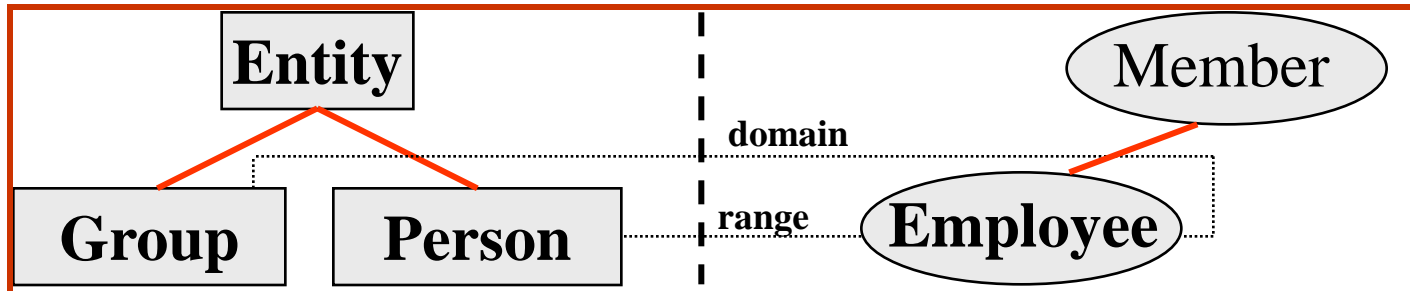 Entity
Member
domain
Group
Person
range
Employee